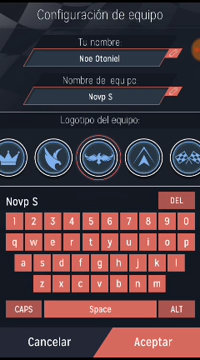 Configuración de equipo
Tu nombre
Noe Otoniel
Nombre de equipo
Novp S
Logotipo del equipo:
Novp S DEL
1 2 3 4 5 6 7 8 9 0
q w e r t y u i o p
a s d f g h j k l
z x c v b n m
CAPS Space ALT
Cancelar Aceptar